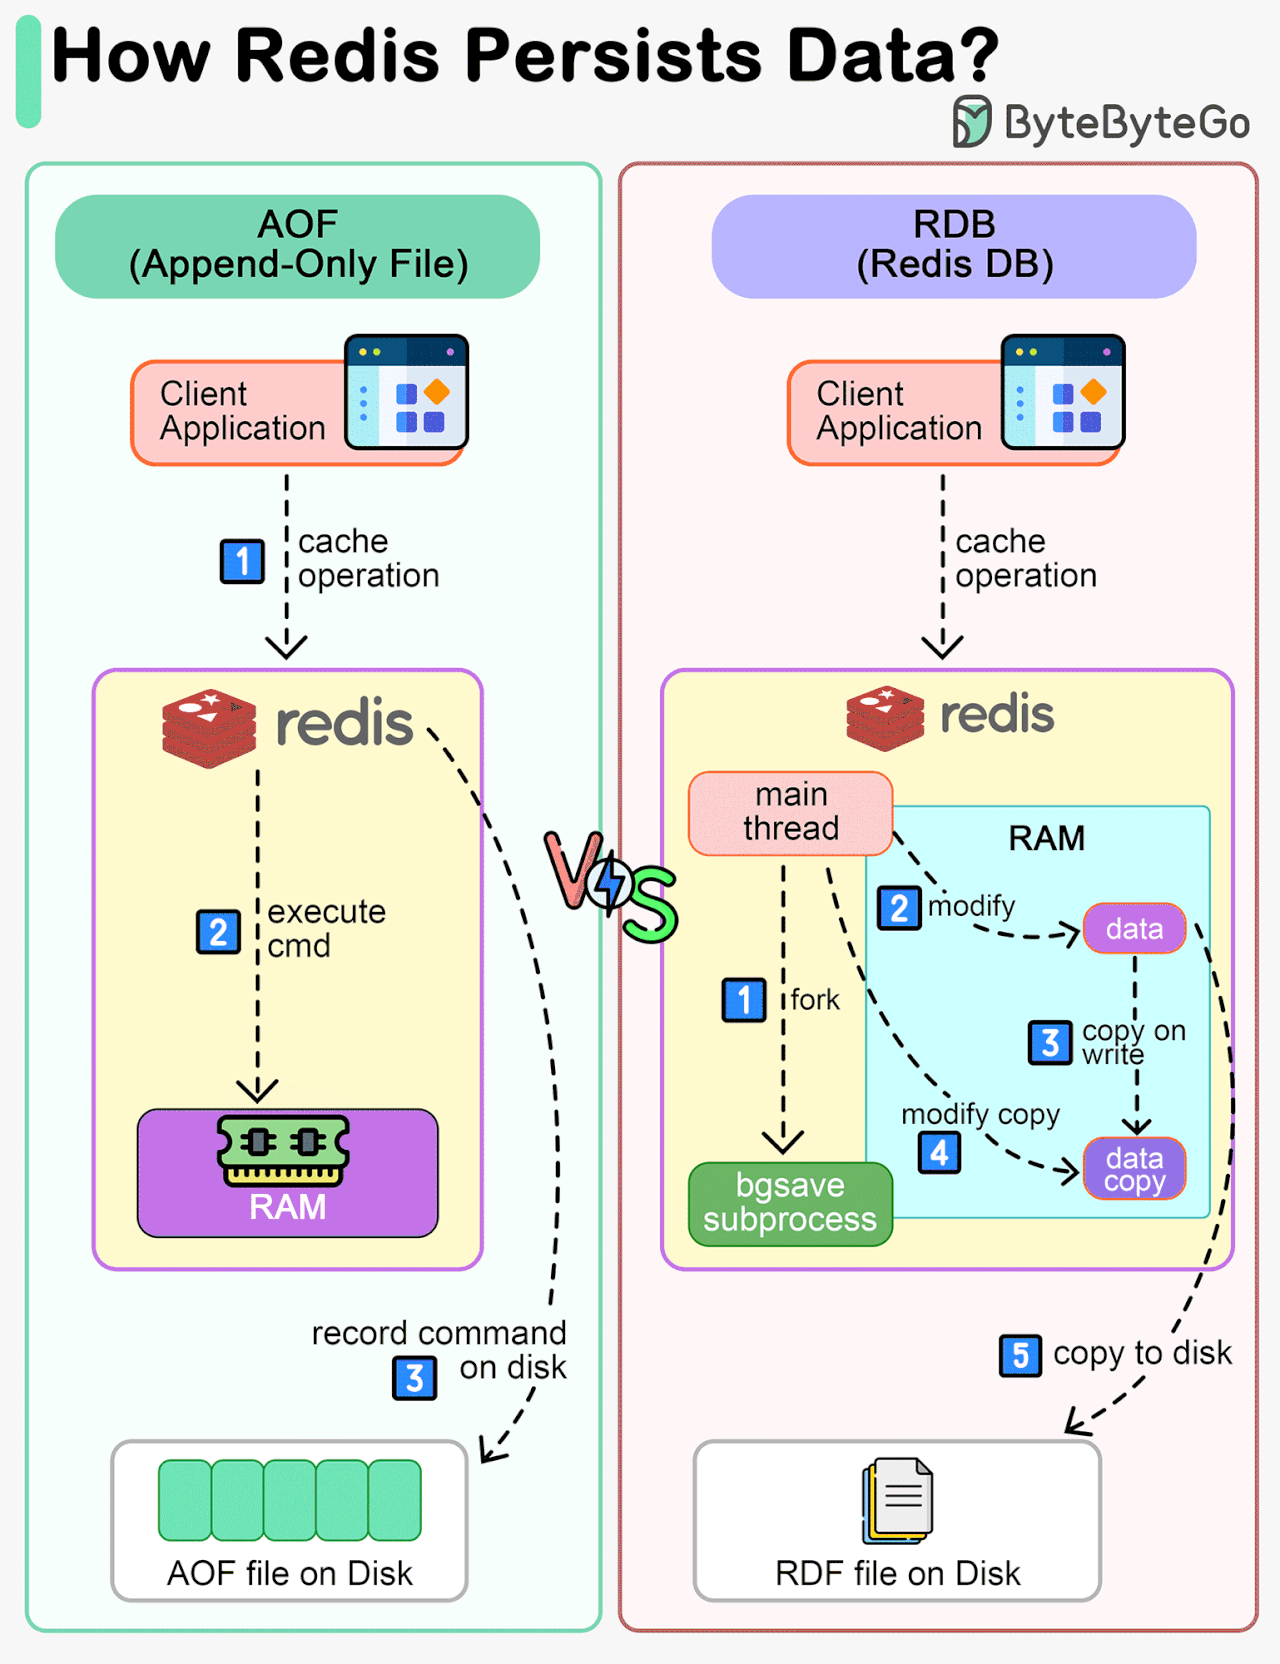 How Redis Persists Data?
ByteByteGo
AOF
(Append-Only File)
Client
Application
1
cache
operation
redis
2
execute
cmd
RAM
record command
3
on disk
AOF file on Disk
VS
RDB
(Redis DB)
Client
Application
cache
operation
redis
main
thread
RAM
2
modify
data
1
fork
3
copy on
write
modify copy
4
data
copy
bgsave
subprocess
5
copy to disk
RDF file on Disk